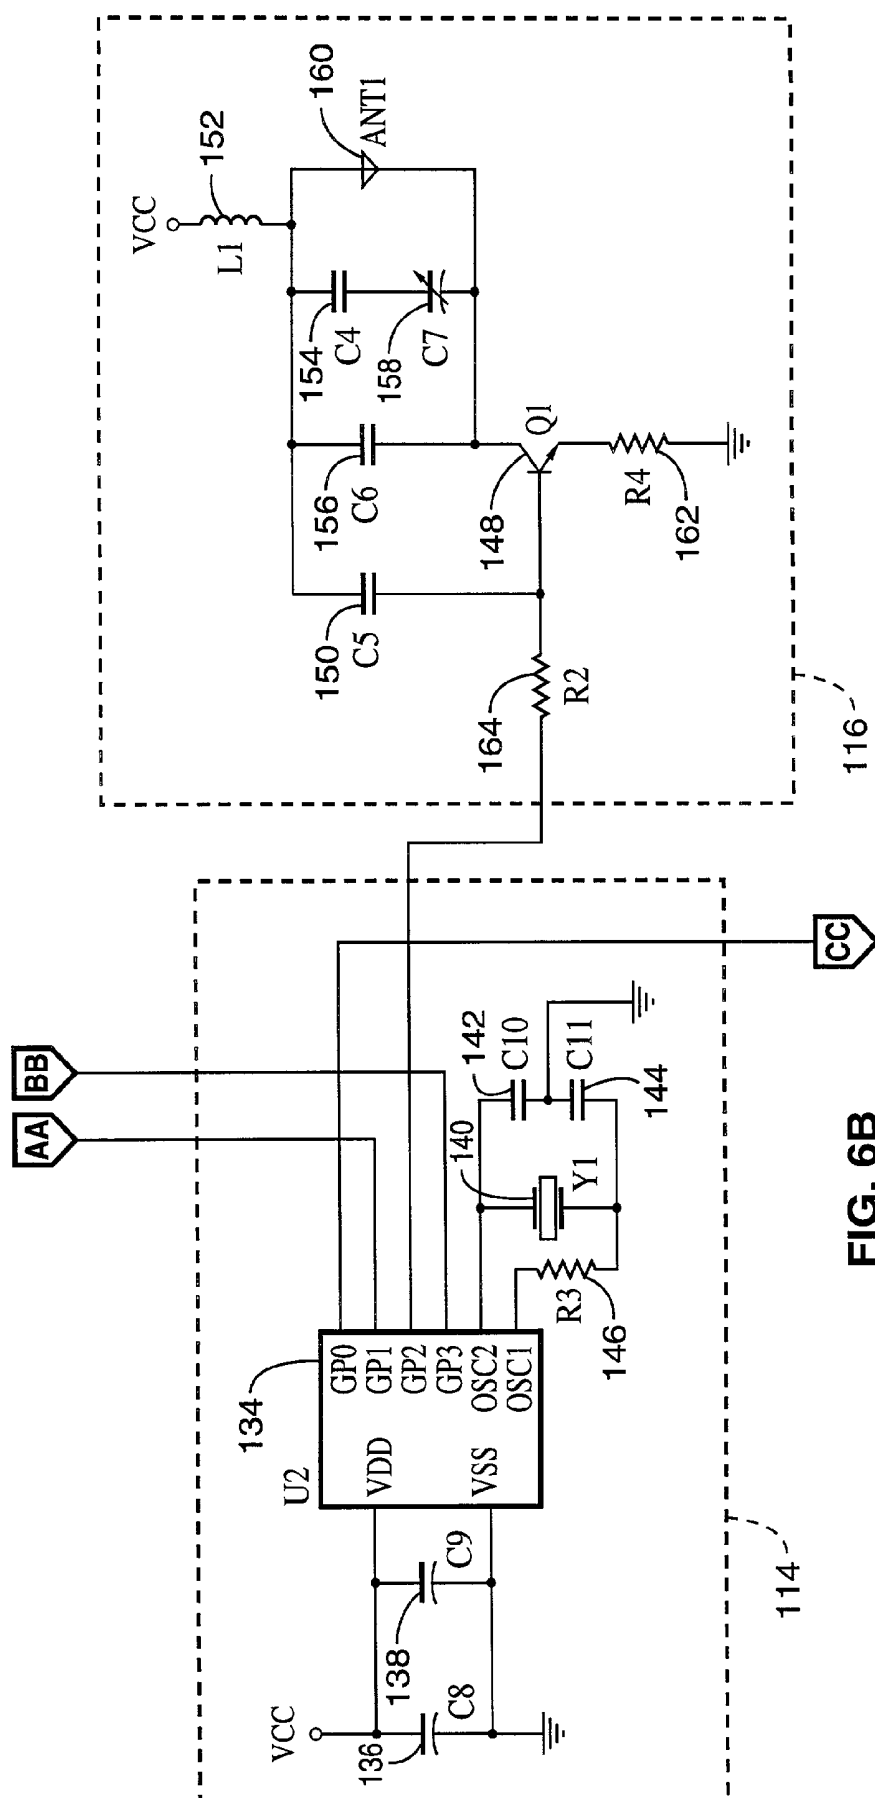 VCC
152
L1
160
ANT1
154
C4
158
C7
156
C6
150
C5
148
Q1
R4
162
164
R2
116
BB
AA
CC
142
C10
C11
144
140
Y1
R3
146
134
U2
GP0
GP1
GP2
GP3
OSC2
OSC1
VDD
VSS
138
C9
VCC
136
C8
114
FIG. 6B